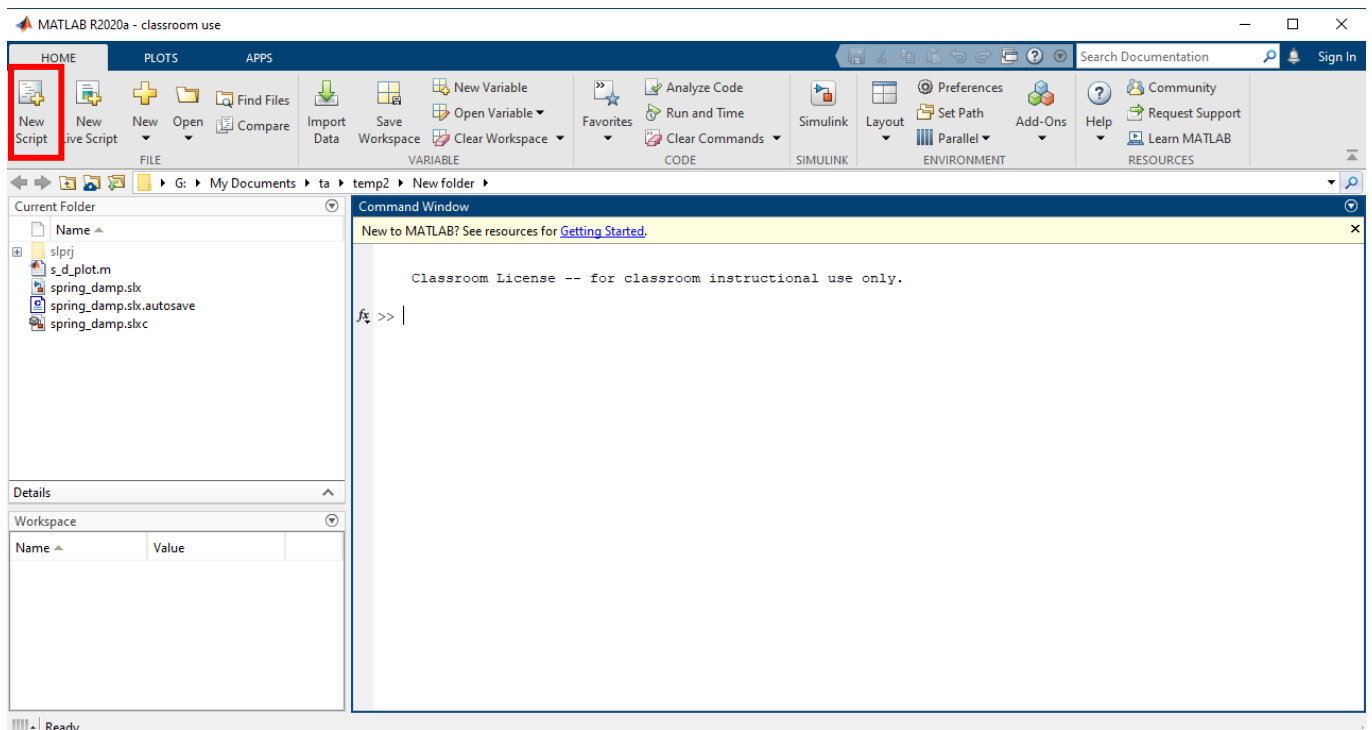 MATLAB R2020a - classroom use
HOME PLOTS APPS
Search Documentation
Sign In
New Script
New Live Script
New
Open
Find Files
Compare
Import Data
Save Workspace
New Variable
Open Variable
Clear Workspace
Favorites
Analyze Code
Run and Time
Clear Commands
Simulink
Layout
Preferences
Set Path
Parallel
Add-Ons
Help
Community
Request Support
Learn MATLAB
FILE VARIABLE CODE SIMULINK ENVIRONMENT RESOURCES
G: My Documents ta temp2 New folder
Current Folder
Name
slprj
s_d_plot.m
spring_damp.slx
spring_damp.slx.autosave
spring_damp.slxc
Details
Workspace
Name Value
Command Window
New to MATLAB? See resources for Getting Started.
Classroom License -- for classroom instructional use only.
fx >>
Ready